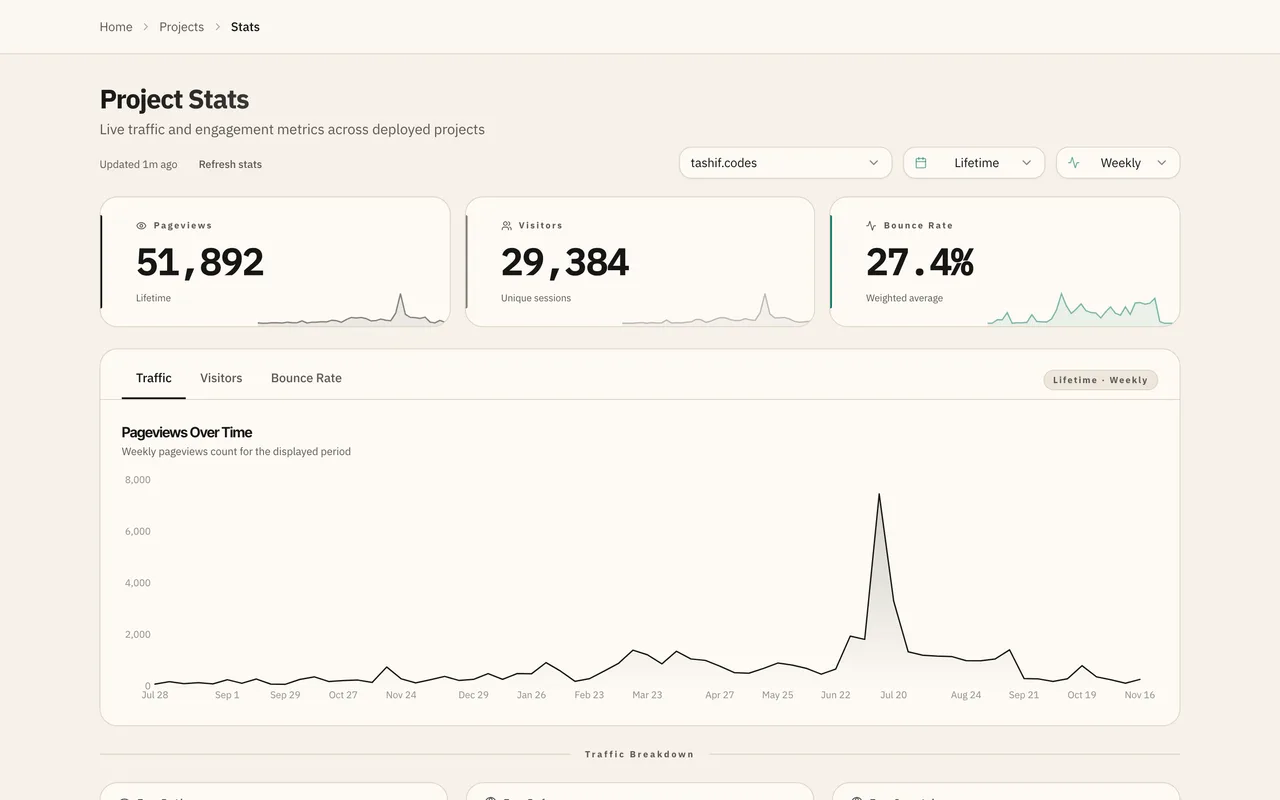 Home > Projects > Stats
Project Stats
Live traffic and engagement metrics across deployed projects
Updated 1m ago Refresh stats
tashif.codes Lifetime Weekly
Pageviews
51,892
Lifetime
Visitors
29,384
Unique sessions
Bounce Rate
27.4%
Weighted average
Traffic Visitors Bounce Rate
Lifetime · Weekly
Pageviews Over Time
Weekly pageviews count for the displayed period
8,000
6,000
4,000
2,000
0
Jul 28 Sep 1 Sep 29 Oct 27 Nov 24 Dec 29 Jan 26 Feb 23 Mar 23 Apr 27 May 25 Jun 22 Jul 20 Aug 24 Sep 21 Oct 19 Nov 16
Traffic Breakdown